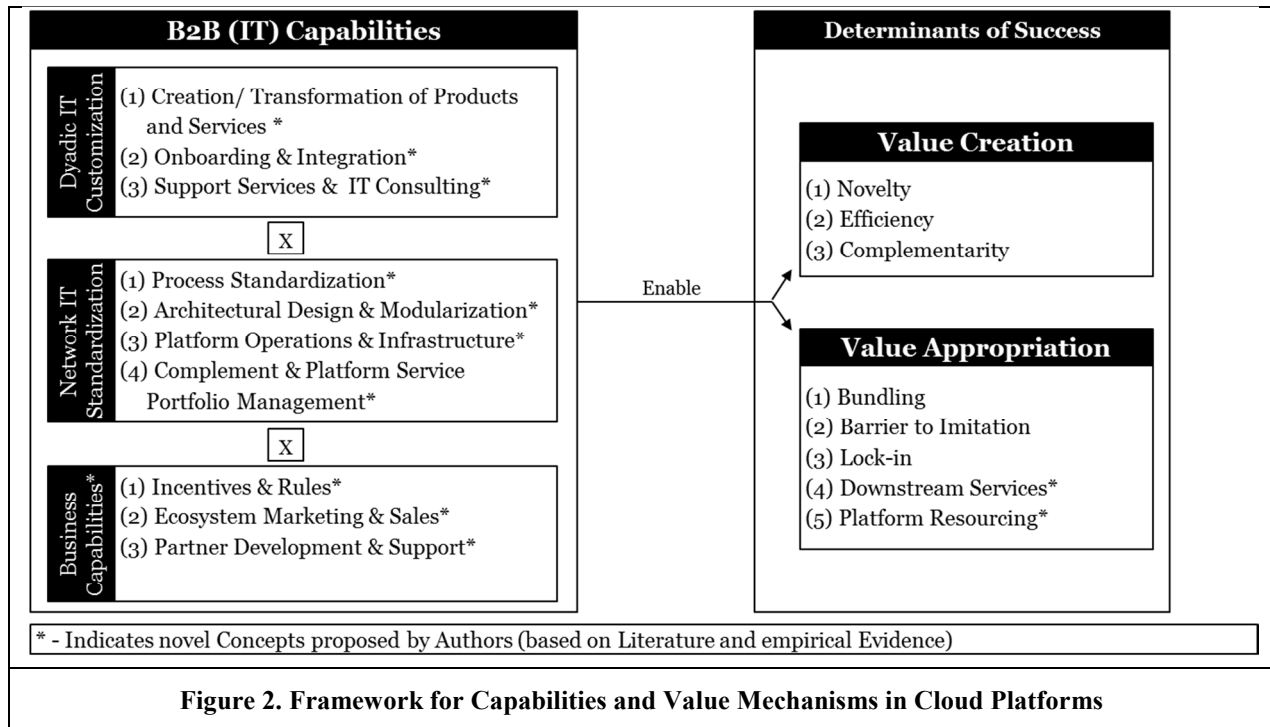 B2B (IT) Capabilities
Dyadic IT
Customization
(1) Creation/ Transformation of Products
and Services *
(2) Onboarding & Integration*
(3) Support Services & IT Consulting*
X
Network IT
Standardization
(1) Process Standardization*
(2) Architectural Design & Modularization*
(3) Platform Operations & Infrastructure*
(4) Complement & Platform Service
Portfolio Management*
X
Business
Capabilities*
(1) Incentives & Rules*
(2) Ecosystem Marketing & Sales*
(3) Partner Development & Support*
Enable
Determinants of Success
Value Creation
(1) Novelty
(2) Efficiency
(3) Complementarity
Value Appropriation
(1) Bundling
(2) Barrier to Imitation
(3) Lock-in
(4) Downstream Services*
(5) Platform Resourcing*
* - Indicates novel Concepts proposed by Authors (based on Literature and empirical Evidence)
Figure 2. Framework for Capabilities and Value Mechanisms in Cloud Platforms